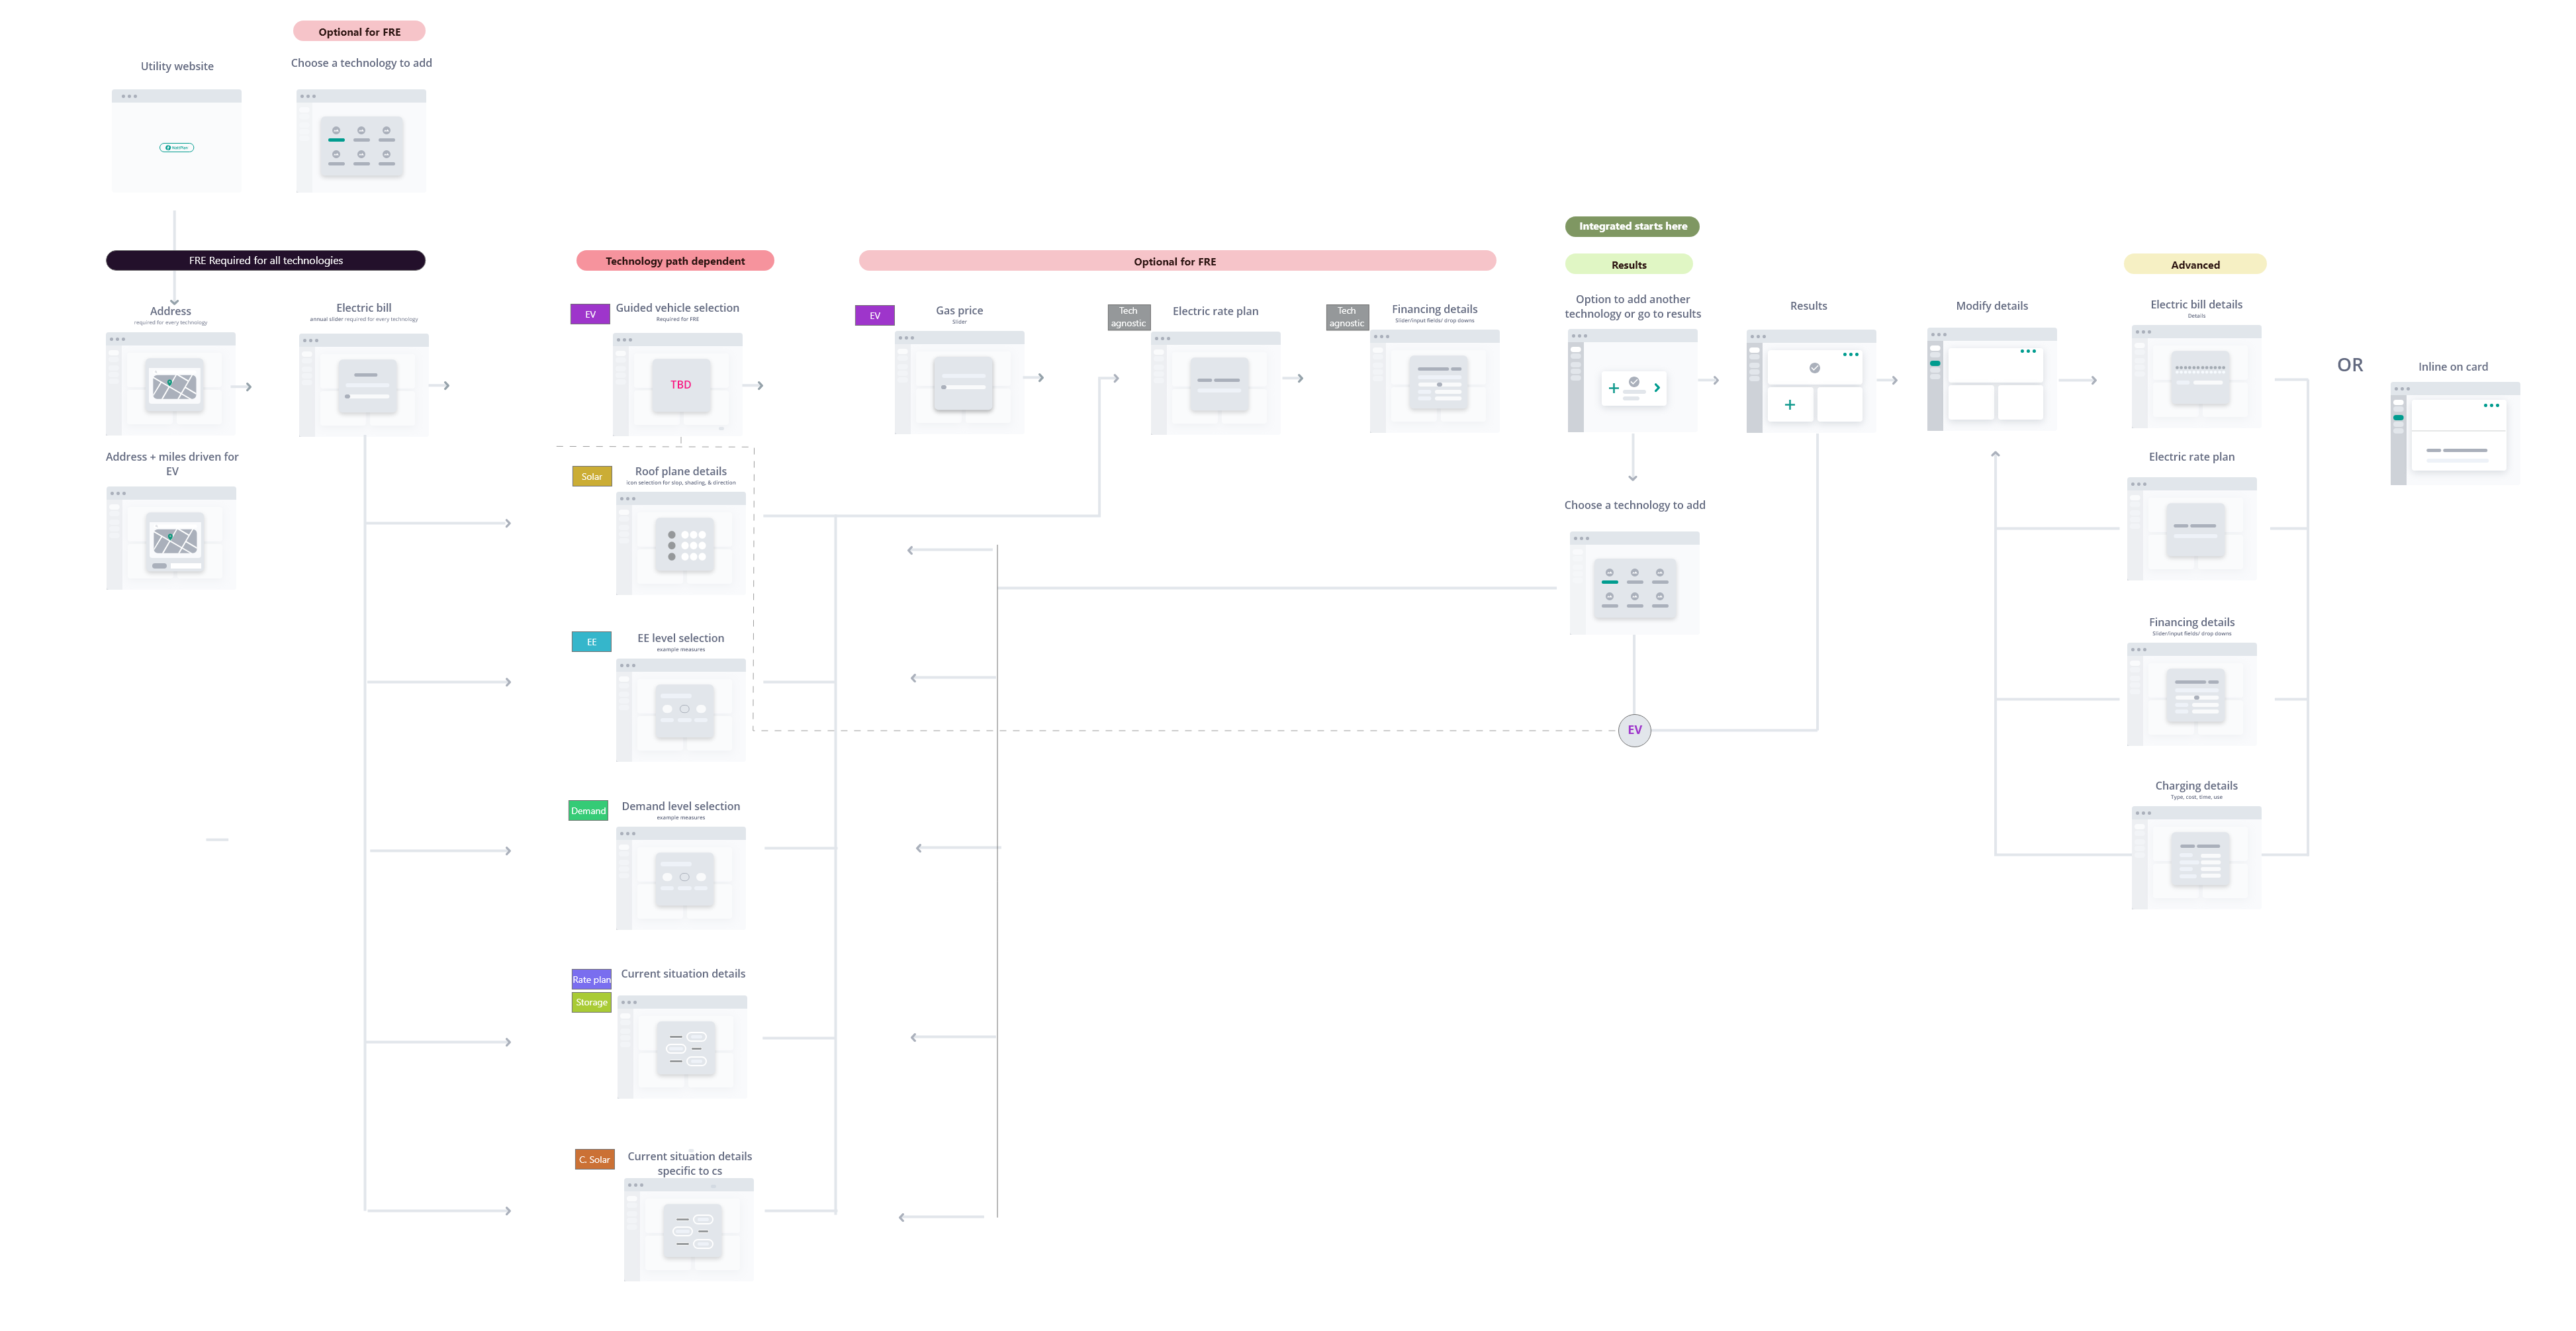 Optional for FRE
Utility website
Choose a technology to add
FRE Required for all technologies
Technology path dependent
Optional for FRE
Integrated starts here
Results
Advanced
Address
required for every technology
Electric bill
annual slider required for every technology
EV
Guided vehicle selection
Required for FRE
TBD
EV
Gas price
Slider
Tech
agnostic
Electric rate plan
Tech
agnostic
Financing details
Slider/input fields/ drop downs
Option to add another
technology or go to results
Results
Modify details
Electric bill details
Details
OR
Inline on card
Address + miles driven for
EV
Solar
Roof plane details
icon selection for slop, shading, & direction
Choose a technology to add
Electric rate plan
EE
EE level selection
example measures
Financing details
Slider/input fields/ drop downs
EV
Demand
Demand level selection
example measures
Charging details
Type, cost, time, use
Rate plan
Storage
Current situation details
C. Solar
Current situation details
specific to cs